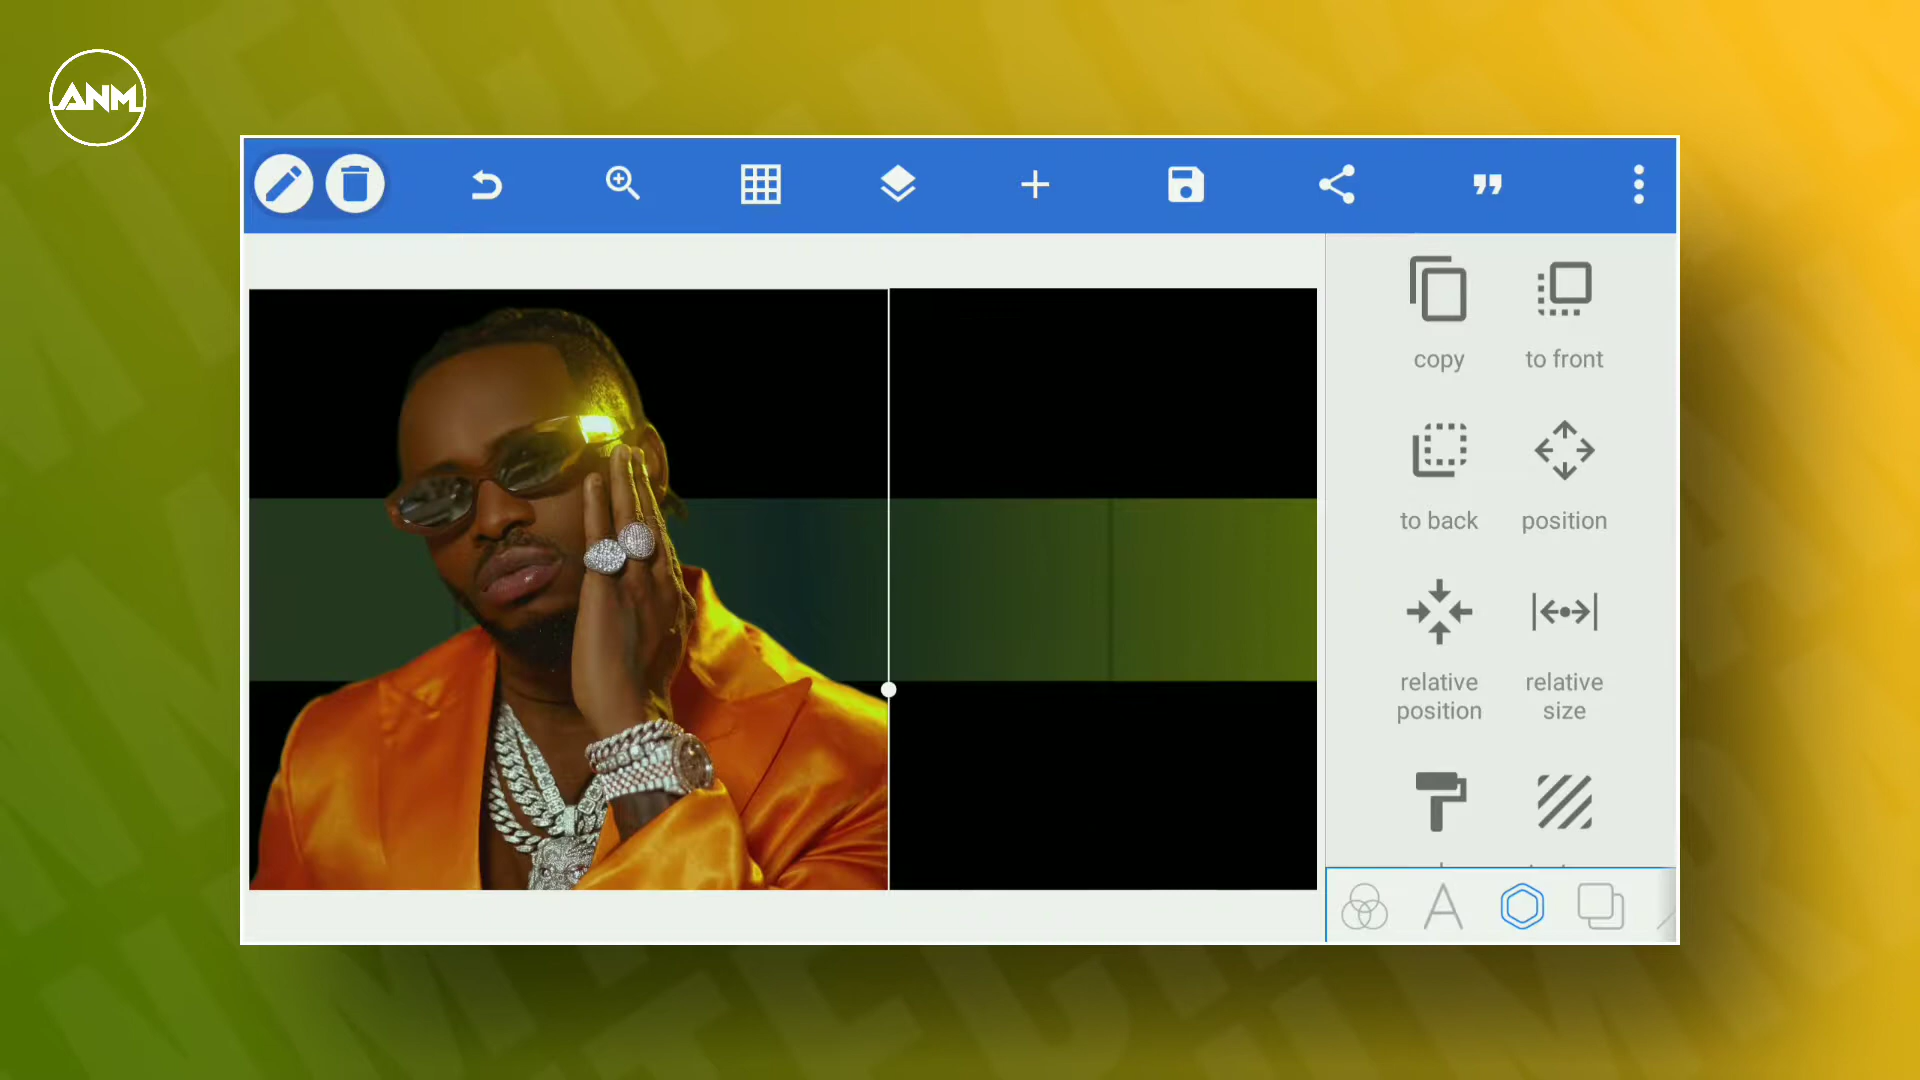 ANM
copy
to front
to back
position
relative
position
relative
size
A